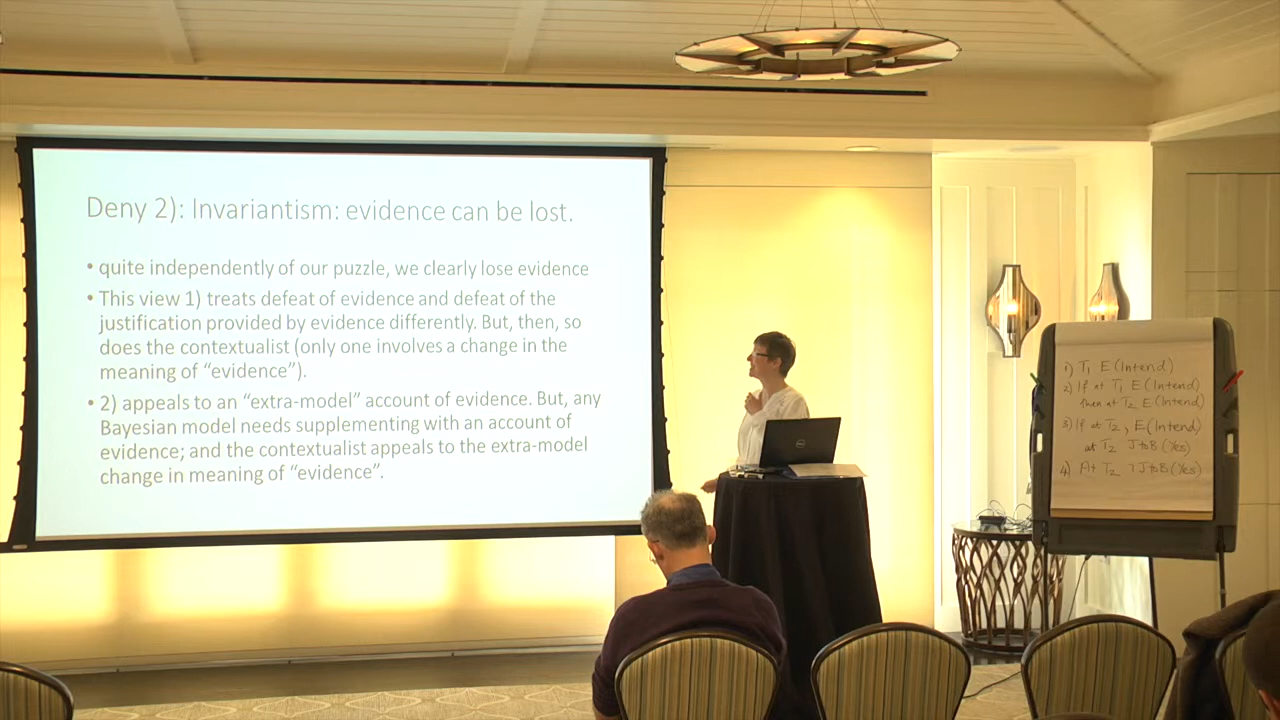 Deny 2): Invariantism: evidence can be lost.
• quite independently of our puzzle, we clearly lose evidence
• This view 1) treats defeat of evidence and defeat of the
justification provided by evidence differently. But, then, so
does the contextualist (only one involves a change in the
meaning of “evidence”).
• 2) appeals to an “extra-model” account of evidence. But, any
Bayesian model needs supplementing with an account of
evidence; and the contextualist appeals to the extra-model
change in meaning of “evidence”.
DELL
1) T₁ E(Intend)
2) If at T₁ E(Intend)
then at T₂ E(Intend)
3) If at T₂, E(Intend)
at T₂ J to B (Yes)
4) At T₂ ⁊ J to B (Yes)